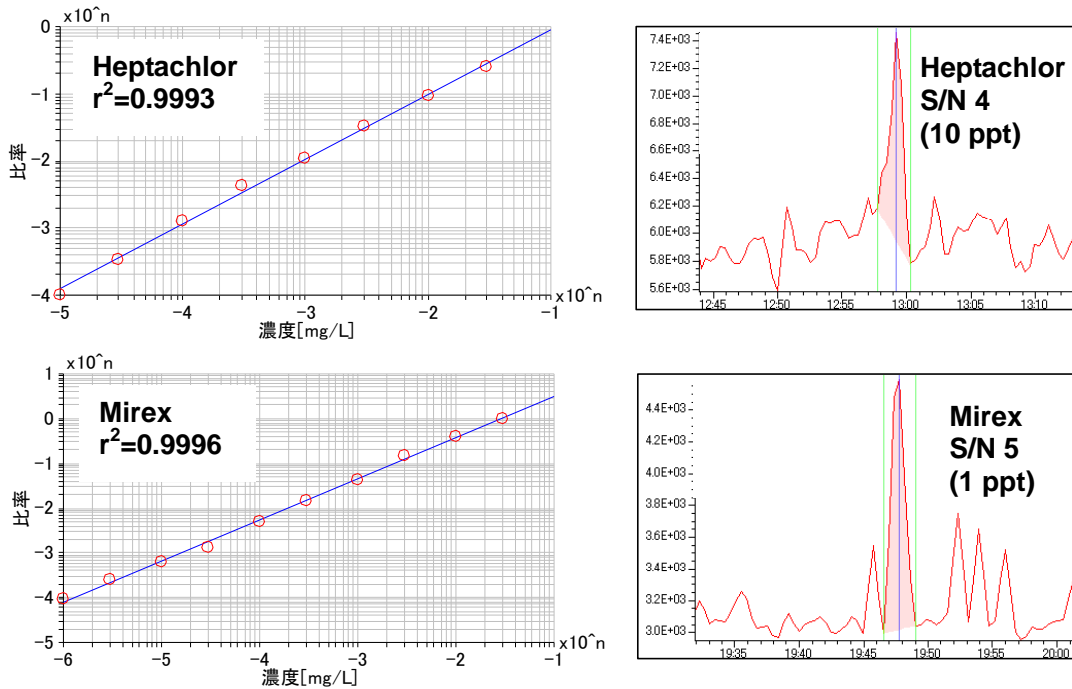 x10^n
0
-1
-2
-3
-4
比率
Heptachlor
r²=0.9993
-5
-4
-3
-2
-1
x10^n
濃度[mg/L]
7.4E+03
7.2E+03
7.0E+03
6.8E+03
6.6E+03
6.4E+03
6.2E+03
6.0E+03
5.8E+03
5.6E+03
Heptachlor
S/N 4
(10 ppt)
12:45
12:50
12:55
13:00
13:05
13:10
x10^n
1
0
-1
-2
-3
-4
-5
比率
Mirex
r²=0.9996
-6
-5
-4
-3
-2
-1
x10^n
濃度[mg/L]
4.4E+03
4.2E+03
4.0E+03
3.8E+03
3.6E+03
3.4E+03
3.2E+03
3.0E+03
Mirex
S/N 5
(1 ppt)
19:35
19:40
19:45
19:50
19:55
20:00